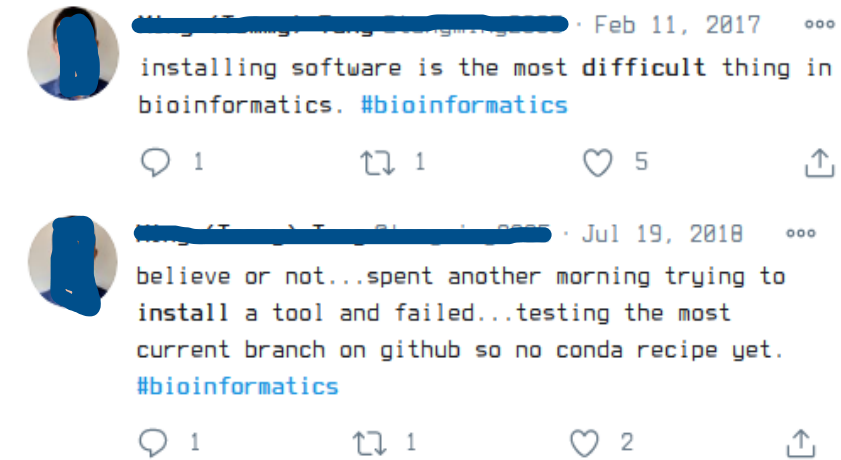 · Feb 11, 2017
installing software is the most difficult thing in
bioinformatics. #bioinformatics
1 1 5
· Jul 19, 2018
believe or not...spent another morning trying to
install a tool and failed...testing the most
current branch on github so no conda recipe yet.
#bioinformatics
1 1 2